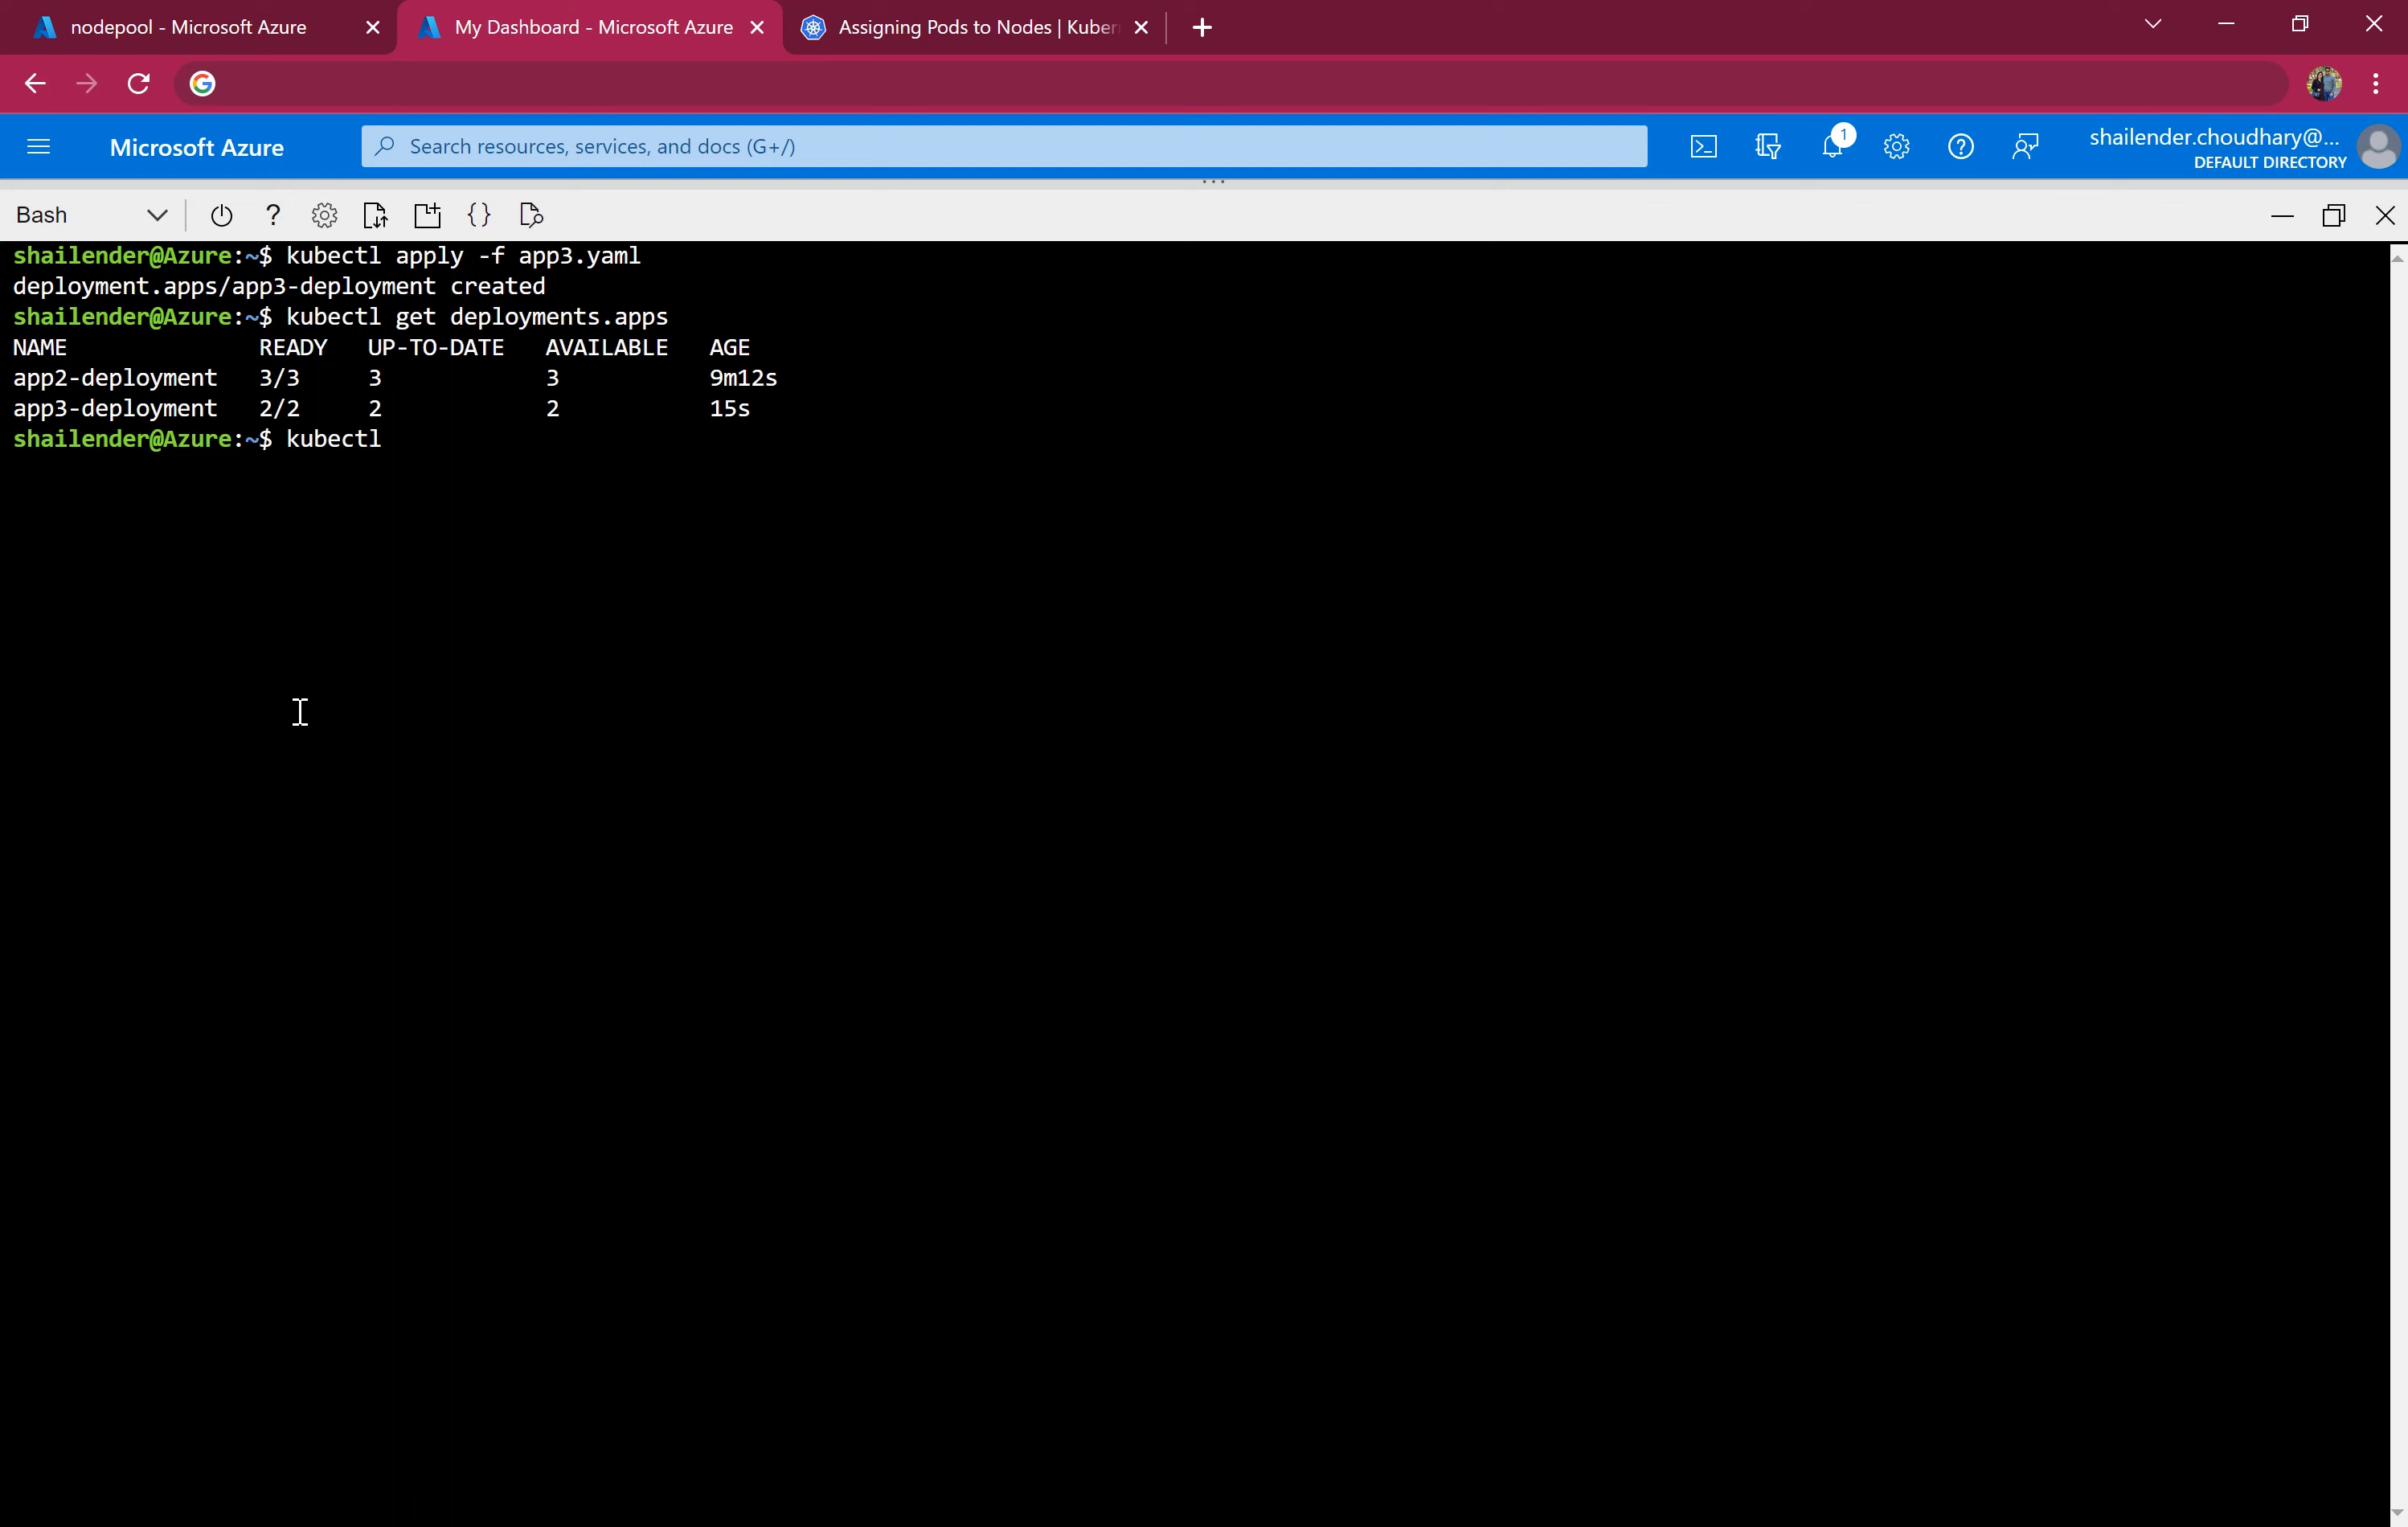 nodepool - Microsoft Azure
My Dashboard - Microsoft Azure
Assigning Pods to Nodes | Kuber
Microsoft Azure
Search resources, services, and docs (G+/)
1
shailender.choudhary@...
DEFAULT DIRECTORY
Bash
shailender@Azure:~$ kubectl apply -f app3.yaml
deployment.apps/app3-deployment created
shailender@Azure:~$ kubectl get deployments.apps
NAME READY UP-TO-DATE AVAILABLE AGE
app2-deployment 3/3 3 3 9m12s
app3-deployment 2/2 2 2 15s
shailender@Azure:~$ kubectl